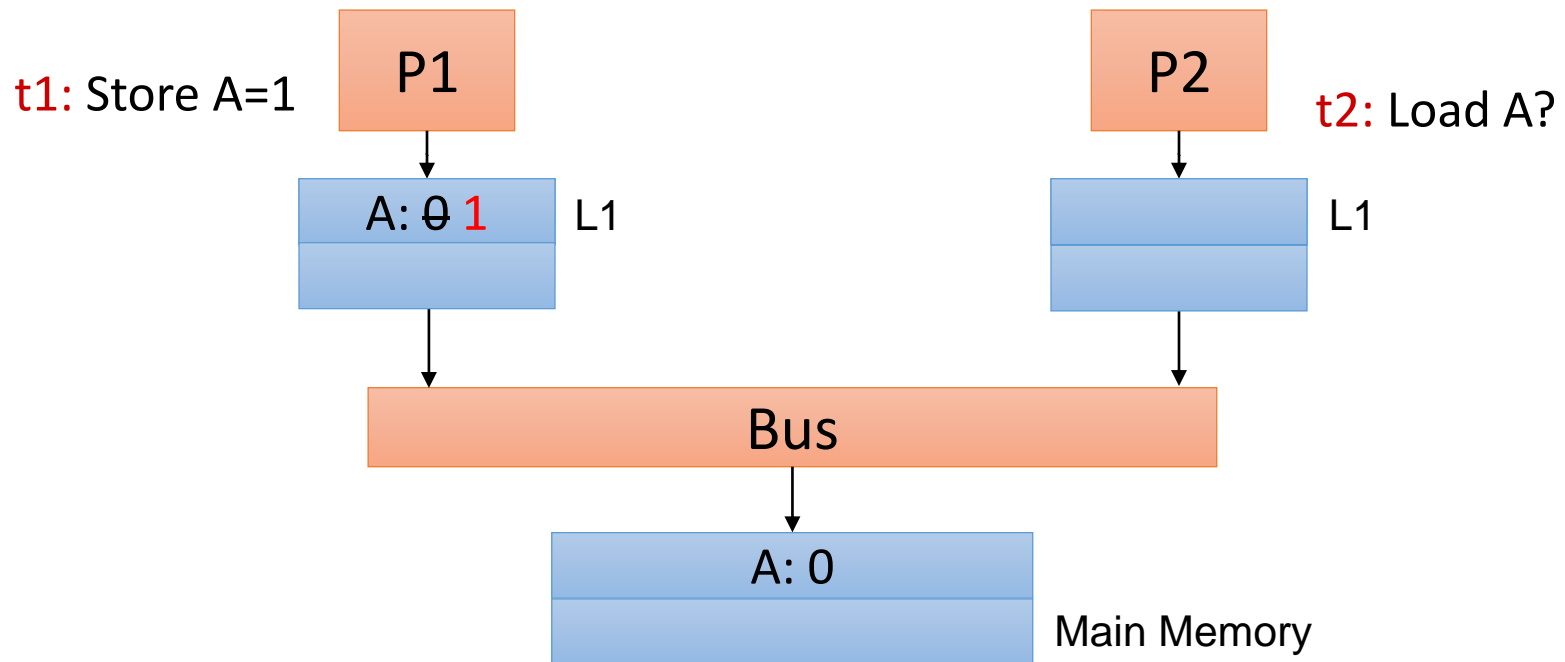 P1
P2
t1: Store A=1
t2: Load A?
A: 0 1
L1
L1
Bus
A: 0
Main Memory